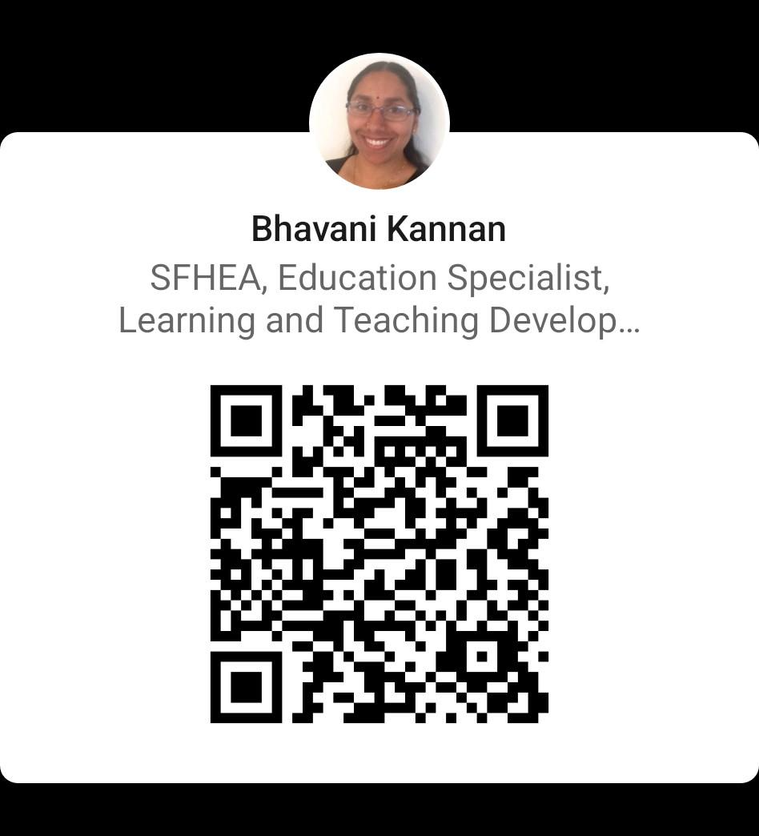 Bhavani Kannan
SFHEA, Education Specialist,
Learning and Teaching Develop...